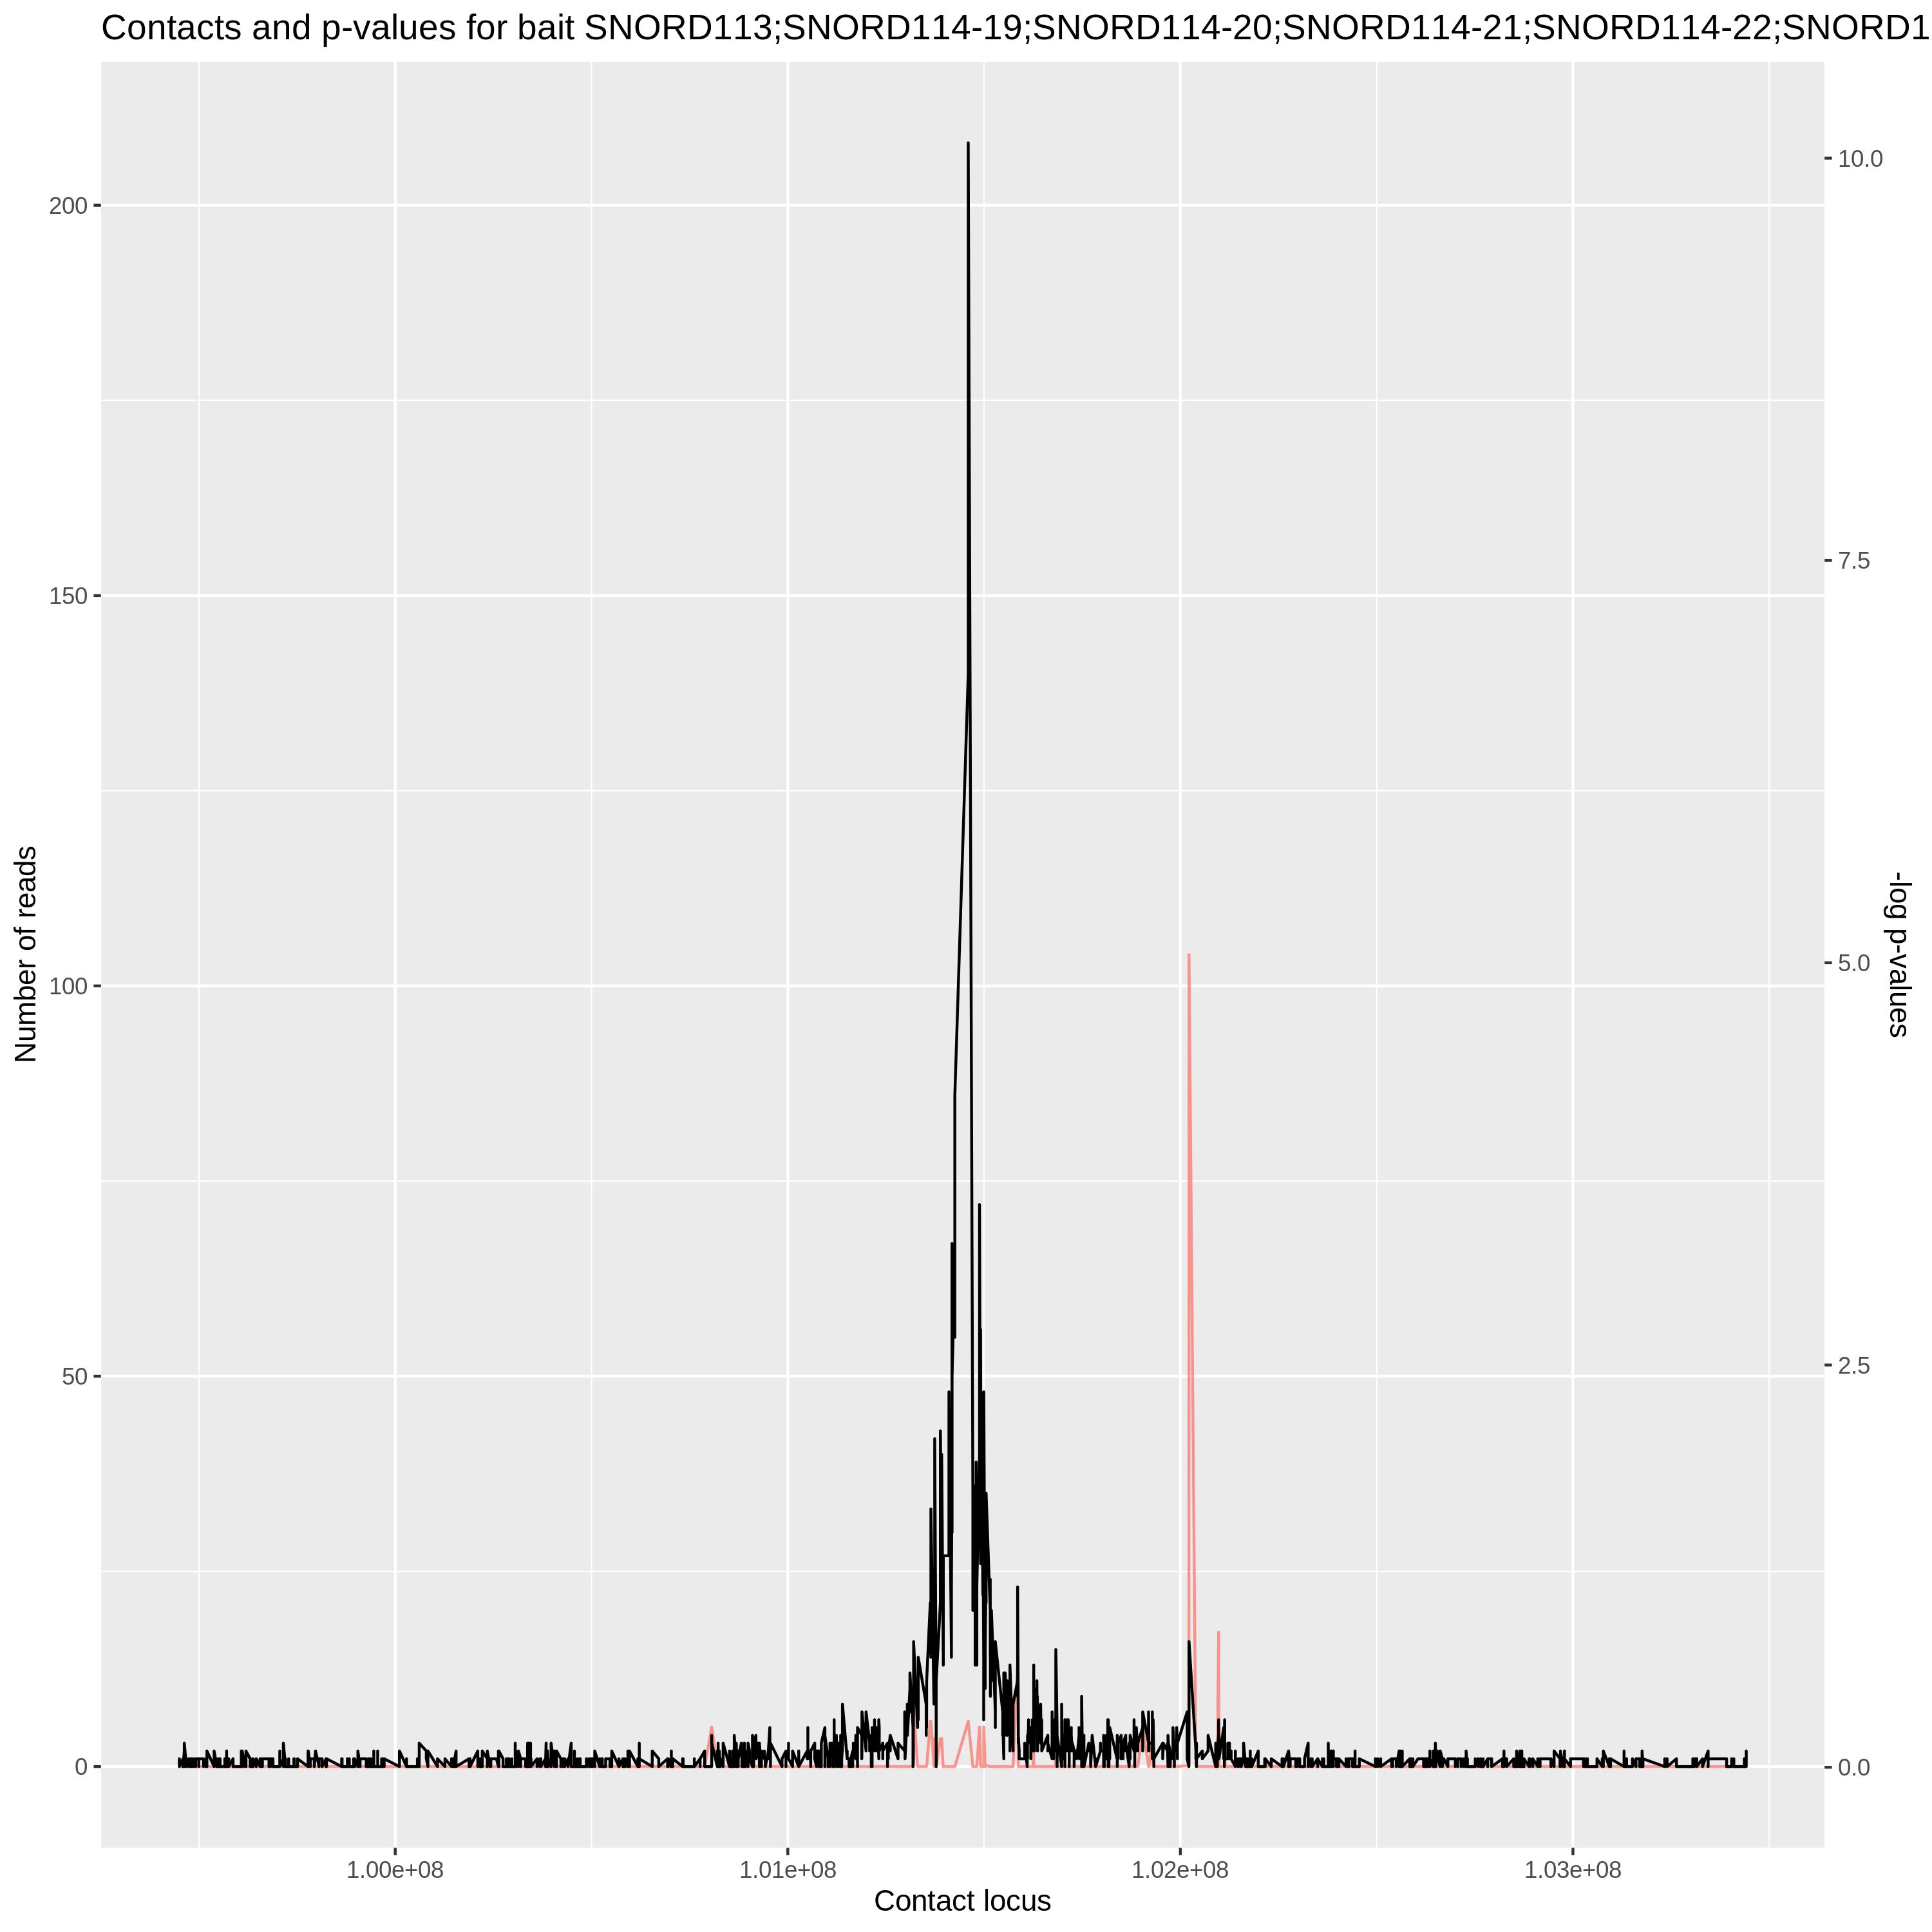 Contacts and p-values for bait SNORD113;SNORD114-19;SNORD114-20;SNORD114-21;SNORD114-22;SNORD1
200
150
100
50
0
Number of reads
10.0
7.5
5.0
2.5
0.0
-log p-values
1.00e+08
1.01e+08
1.02e+08
1.03e+08
Contact locus